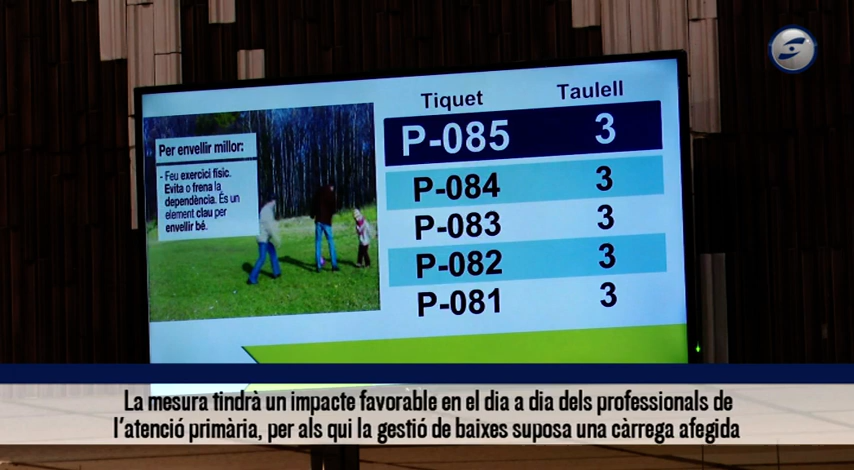 Tiquet Taulell
P-085 3
P-084 3
P-083 3
P-082 3
P-081 3
Per envellir millor:
- Feu exercici físic.
Evita o frena la
dependència. És un
element clau per
envellir bé.
La mesura tindrà un impacte favorable en el dia a dia dels professionals de
l'atenció primària, per als qui la gestió de baixes suposa una càrrega afegida